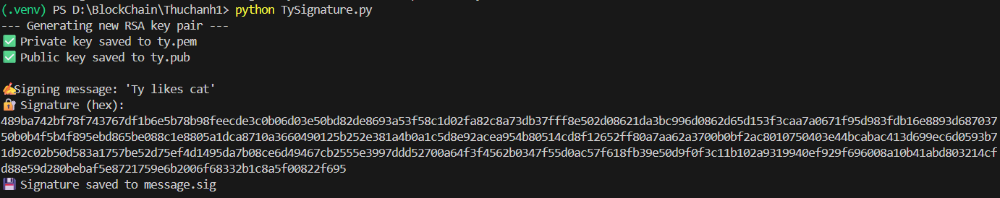 (.venv) PS D:\BlockChain\Thuchanh1> python TySignature.py
--- Generating new RSA key pair ---
✅ Private key saved to ty.pem
✅ Public key saved to ty.pub
✍️Signing message: 'Ty likes cat'
🔐 Signature (hex):
489ba742bf78f743767df1b6e5b78b98feecde3c0b06d03e50bd82de8693a53f58c1d02fa82c8a73db37fff8e502d08621da3bc996d0862d65d153f3caa7a0671f95d983fdb16e8893d687037
50b0b4f5b4f895ebd865be088c1e8805a1dca8710a3660490125b252e381a4b0a1c5d8e92acea954b80514cd8f12652ff80a7aa62a3700b0bf2ac8010750403e44bcabac413d699ec6d0593b7
1d92c02b50d583a1757be52d75ef4d1495da7b08ce6d49467cb2555e3997ddd52700a64f3f4562b0347f55d0ac57f618fb39e50d9f0f3c11b102a9319940ef929f696008a10b41abd803214cf
d88e59d280bebaf5e8721759e6b2006f68332b1c8a5f00822f695
💾 Signature saved to message.sig